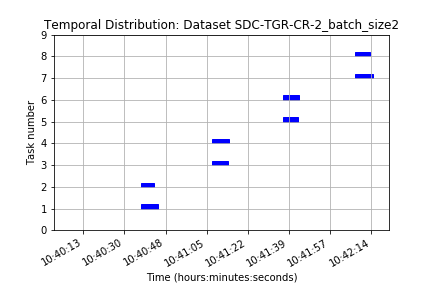 Temporal Distribution: Dataset SDC-TGR-CR-2_batch_size2
9
8
7
6
5
4
3
2
1
0
Task number
10:40:13 10:40:30 10:40:48 10:41:05 10:41:22 10:41:39 10:41:57 10:42:14
Time (hours:minutes:seconds)